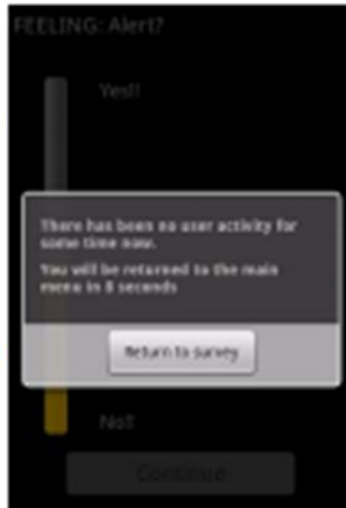 FEELING: Alert?
Yes!!
There has been no user activity for
some time now.
You will be returned to the main
menu in 8 seconds
Return to survey
No!!
Continue